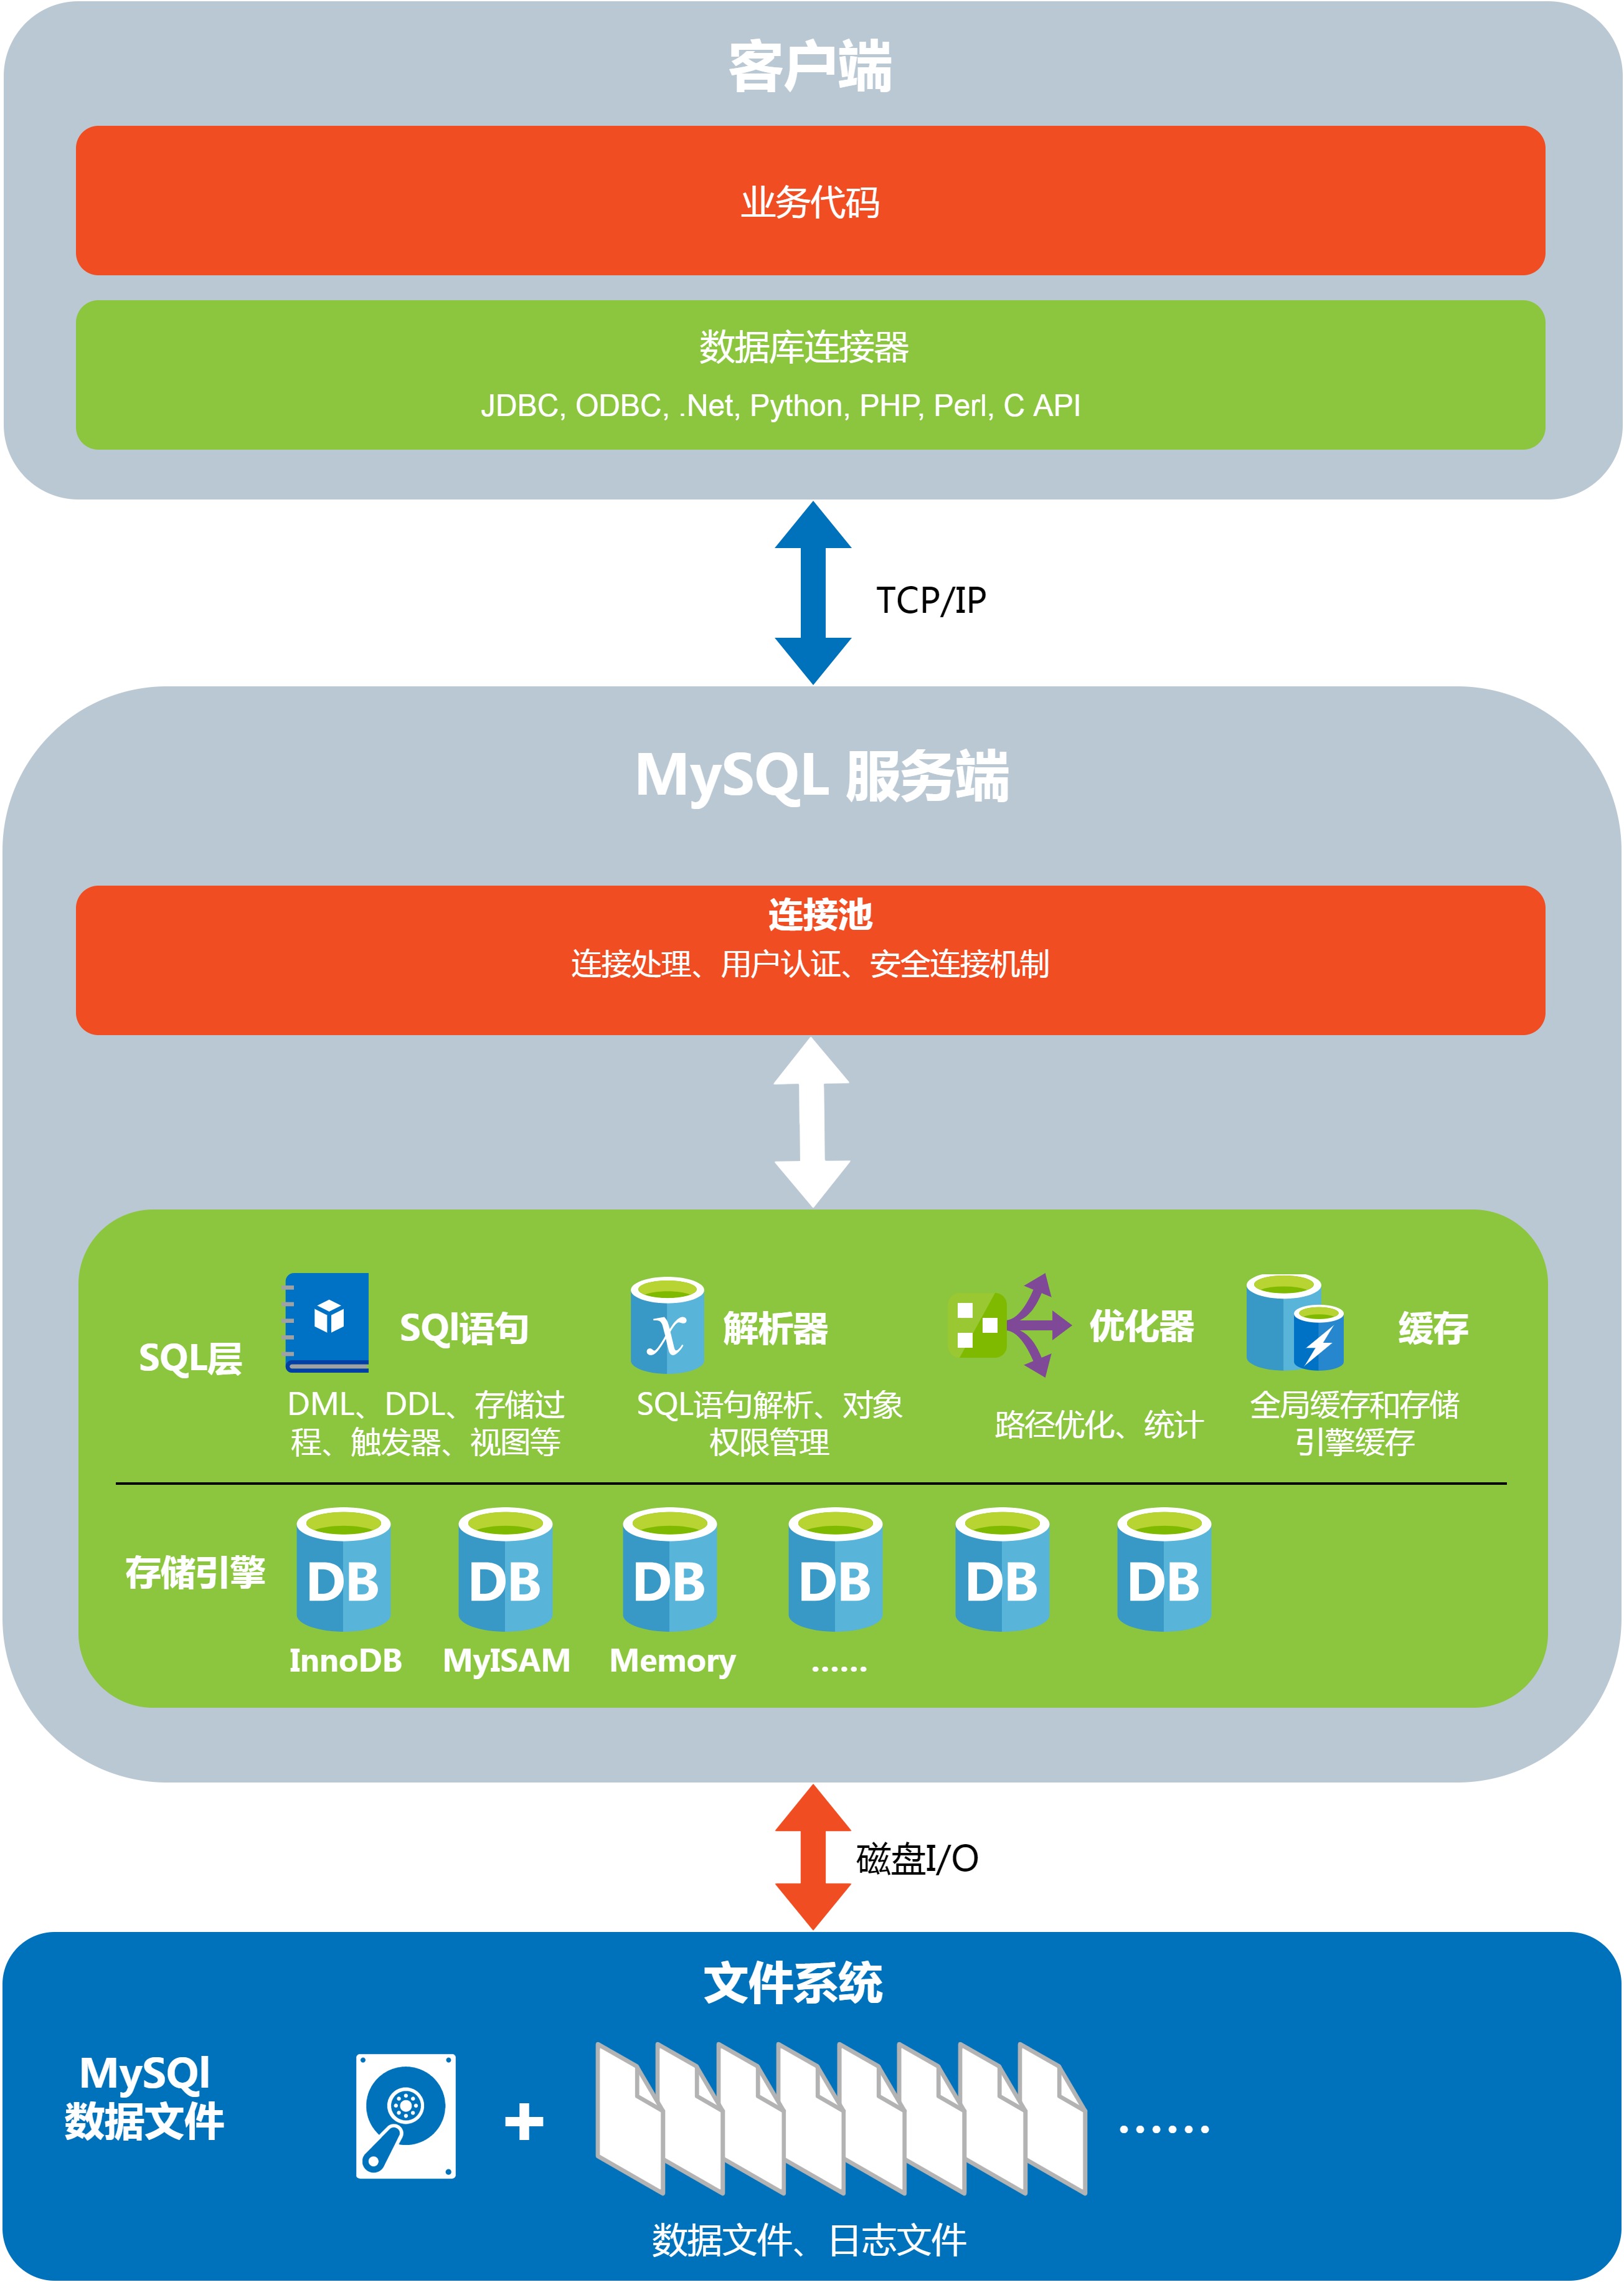 客户端
业务代码
数据库连接器
JDBC, ODBC, .Net, Python, PHP, Perl, C API
TCP/IP
MySQL 服务端
连接池
连接处理、用户认证、安全连接机制
SQL层
SQl语句
DML、DDL、存储过
程、触发器、视图等
解析器
SQL语句解析、对象
权限管理
优化器
路径优化、统计
缓存
全局缓存和存储
引擎缓存
存储引擎
DB
DB
DB
DB
DB
DB
InnoDB
MyISAM
Memory
......
磁盘I/O
文件系统
MySQl
数据文件
+
......
数据文件、日志文件